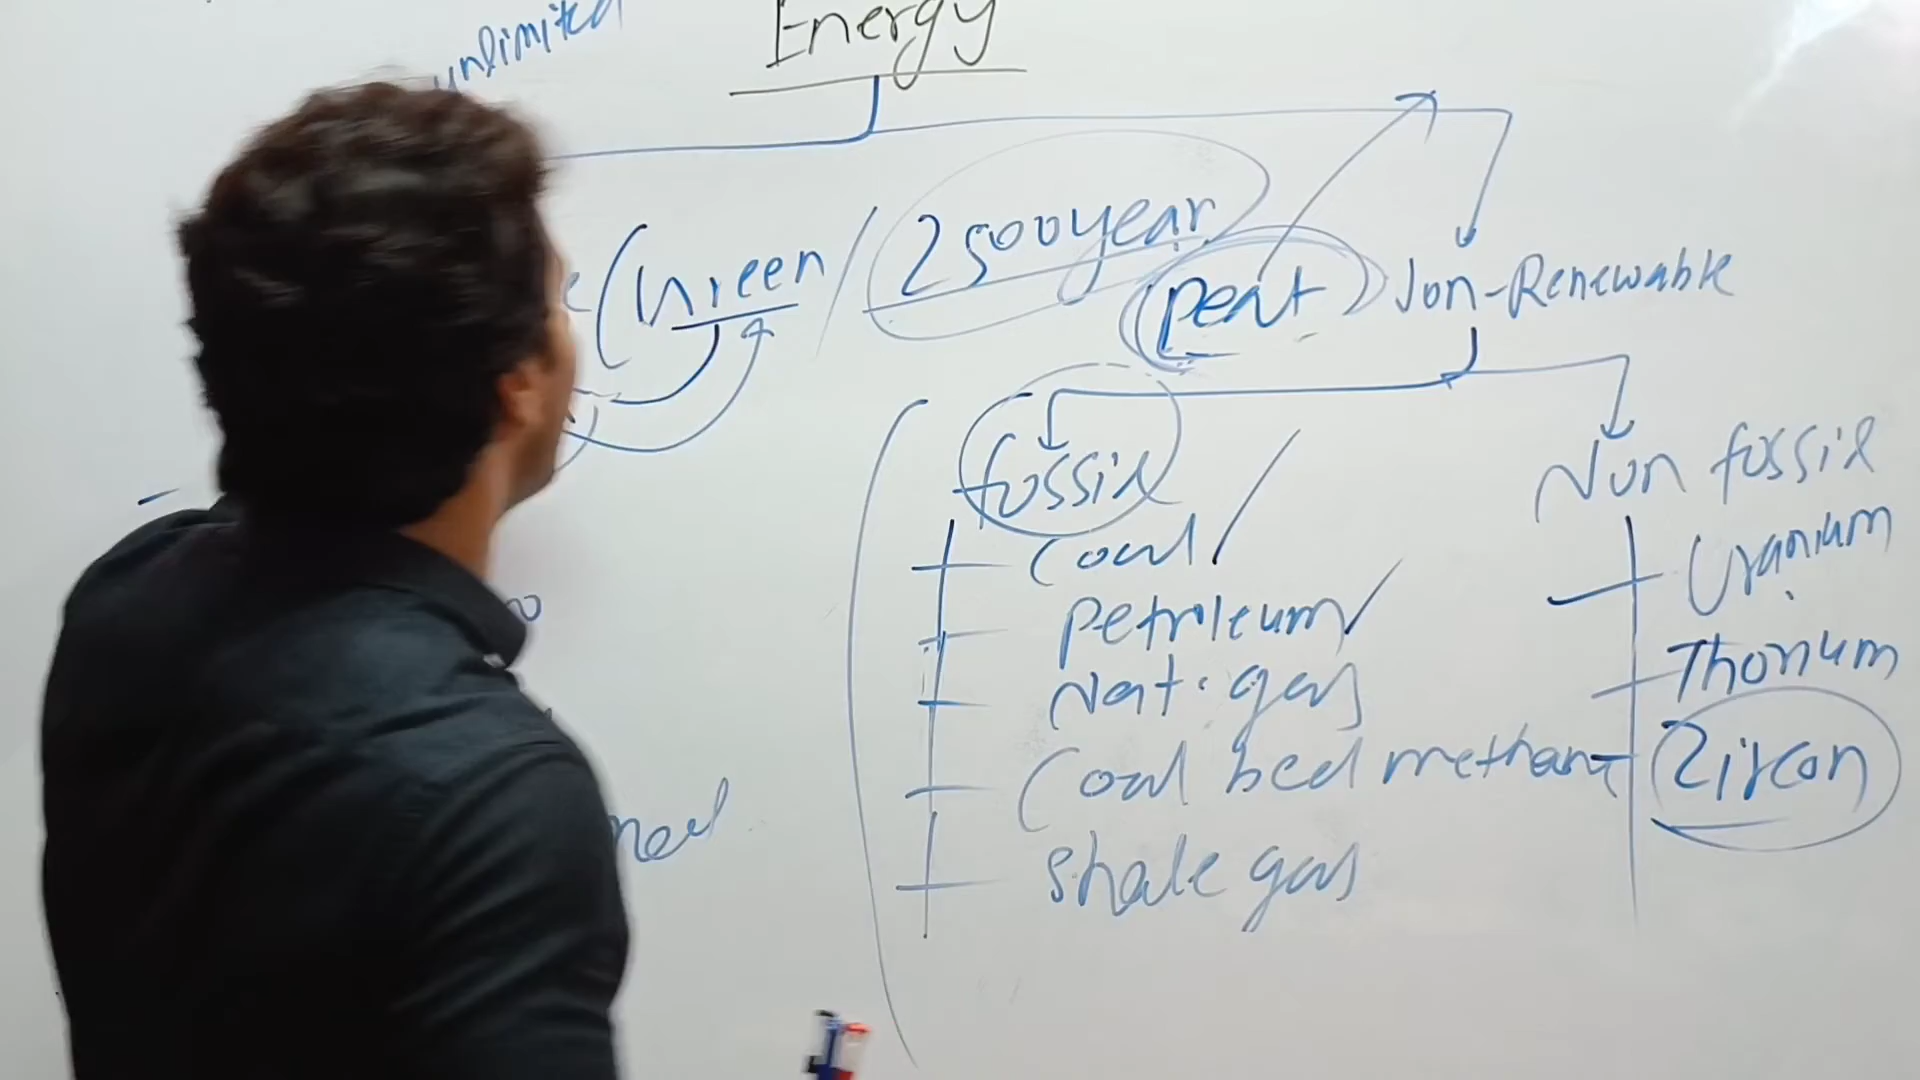 unlimited
Energy
(Green / 2500year
(peat) Non-Renewable
fossil
Non fossil
Coal
Uranium
Petroleum
Thorium
Nat. gas
Coal bed methane
Zircon
Shale gas